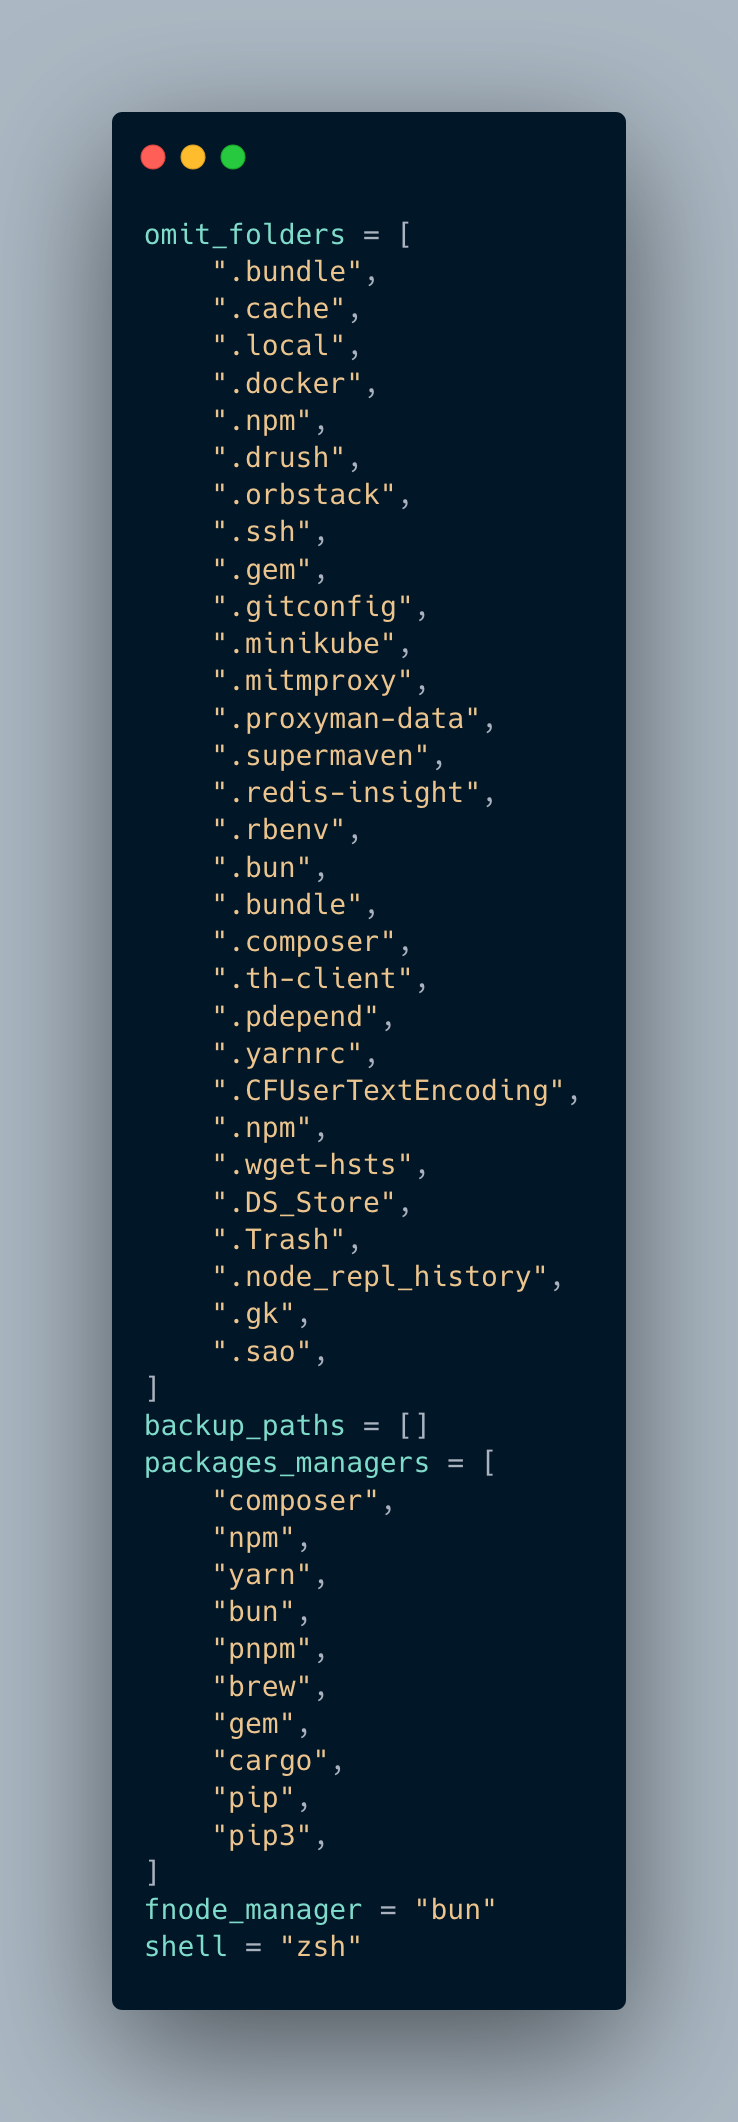 omit_folders = [
    ".bundle",
    ".cache",
    ".local",
    ".docker",
    ".npm",
    ".drush",
    ".orbstack",
    ".ssh",
    ".gem",
    ".gitconfig",
    ".minikube",
    ".mitmproxy",
    ".proxyman-data",
    ".supermaven",
    ".redis-insight",
    ".rbenv",
    ".bun",
    ".bundle",
    ".composer",
    ".th-client",
    ".pdepend",
    ".yarnrc",
    ".CFUserTextEncoding",
    ".npm",
    ".wget-hsts",
    ".DS_Store",
    ".Trash",
    ".node_repl_history",
    ".gk",
    ".sao",
]
backup_paths = []
packages_managers = [
    "composer",
    "npm",
    "yarn",
    "bun",
    "pnpm",
    "brew",
    "gem",
    "cargo",
    "pip",
    "pip3",
]
fnode_manager = "bun"
shell = "zsh"